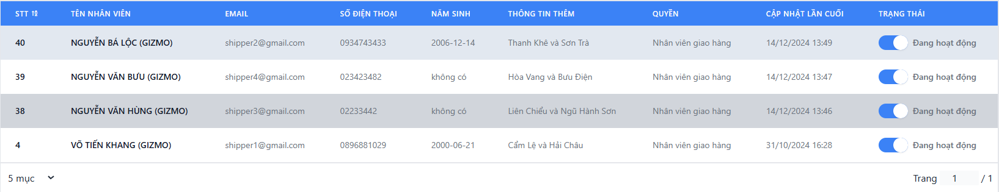 STT TÊN NHÂN VIÊN EMAIL SỐ ĐIỆN THOẠI NĂM SINH THÔNG TIN THÊM QUYỀN CẬP NHẬT LẦN CUỐI TRẠNG THÁI
40 NGUYỄN BÁ LỘC (GIZMO) shipper2@gmail.com 0934743433 2006-12-14 Thanh Khê và Sơn Trà Nhân viên giao hàng 14/12/2024 13:49 Đang hoạt động
39 NGUYỄN VĂN BƯU (GIZMO) shipper4@gmail.com 023423482 không có Hòa Vang và Bưu Điện Nhân viên giao hàng 14/12/2024 13:47 Đang hoạt động
38 NGUYỄN VĂN HÙNG (GIZMO) shipper3@gmail.com 02233442 không có Liên Chiểu và Ngũ Hành Sơn Nhân viên giao hàng 14/12/2024 13:46 Đang hoạt động
4 VÕ TIẾN KHANG (GIZMO) shipper1@gmail.com 0896881029 2000-06-21 Cẩm Lệ và Hải Châu Nhân viên giao hàng 31/10/2024 16:28 Đang hoạt động
5 mục Trang 1 / 1